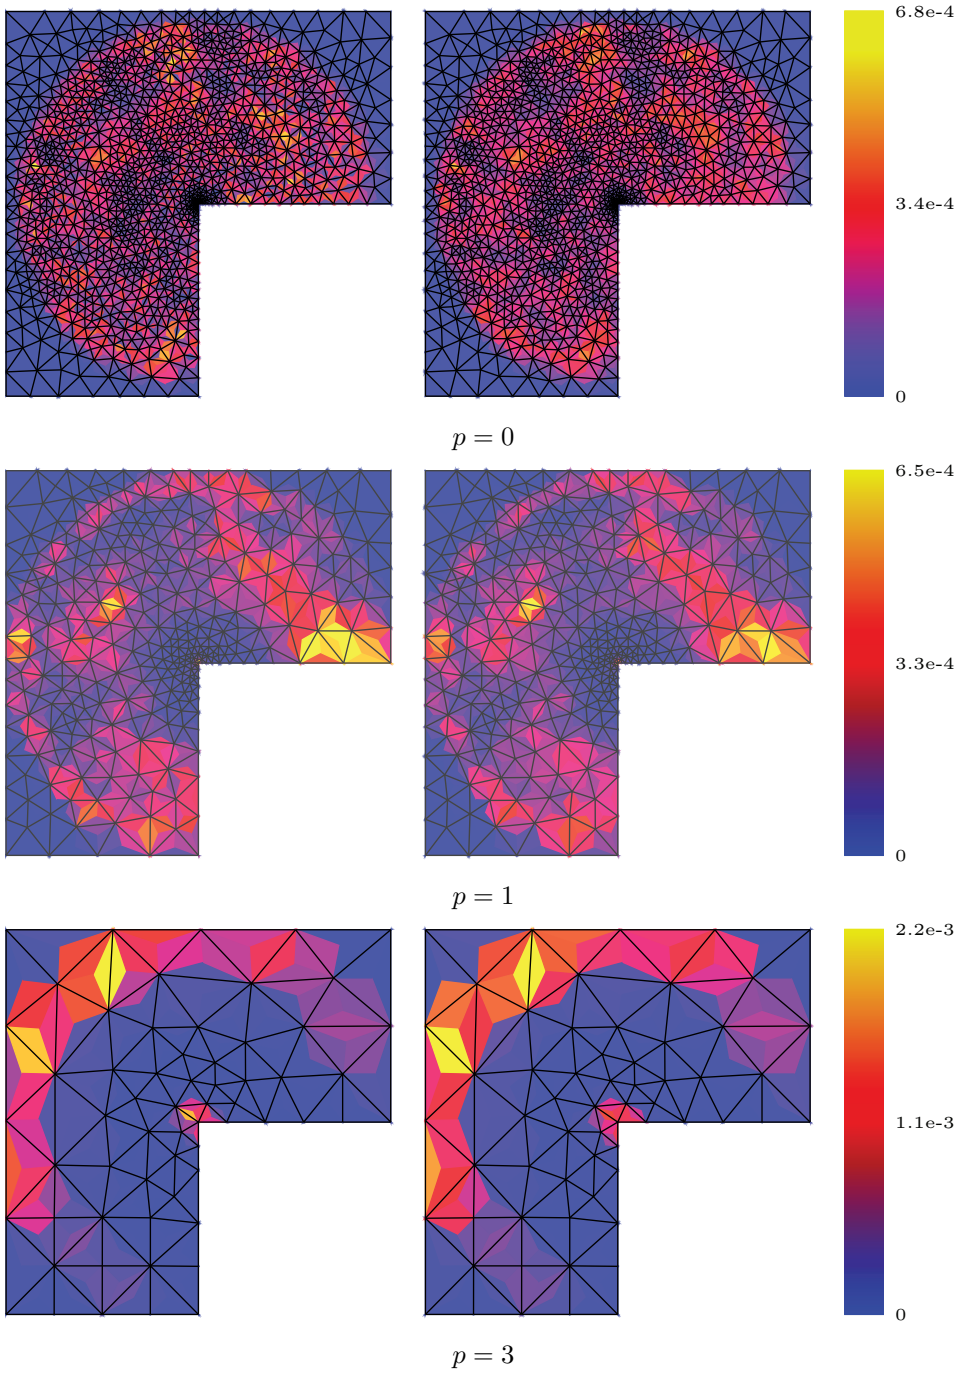 6.8e-4
3.4e-4
0
p = 0
6.5e-4
3.3e-4
0
p = 1
2.2e-3
1.1e-3
0
p = 3